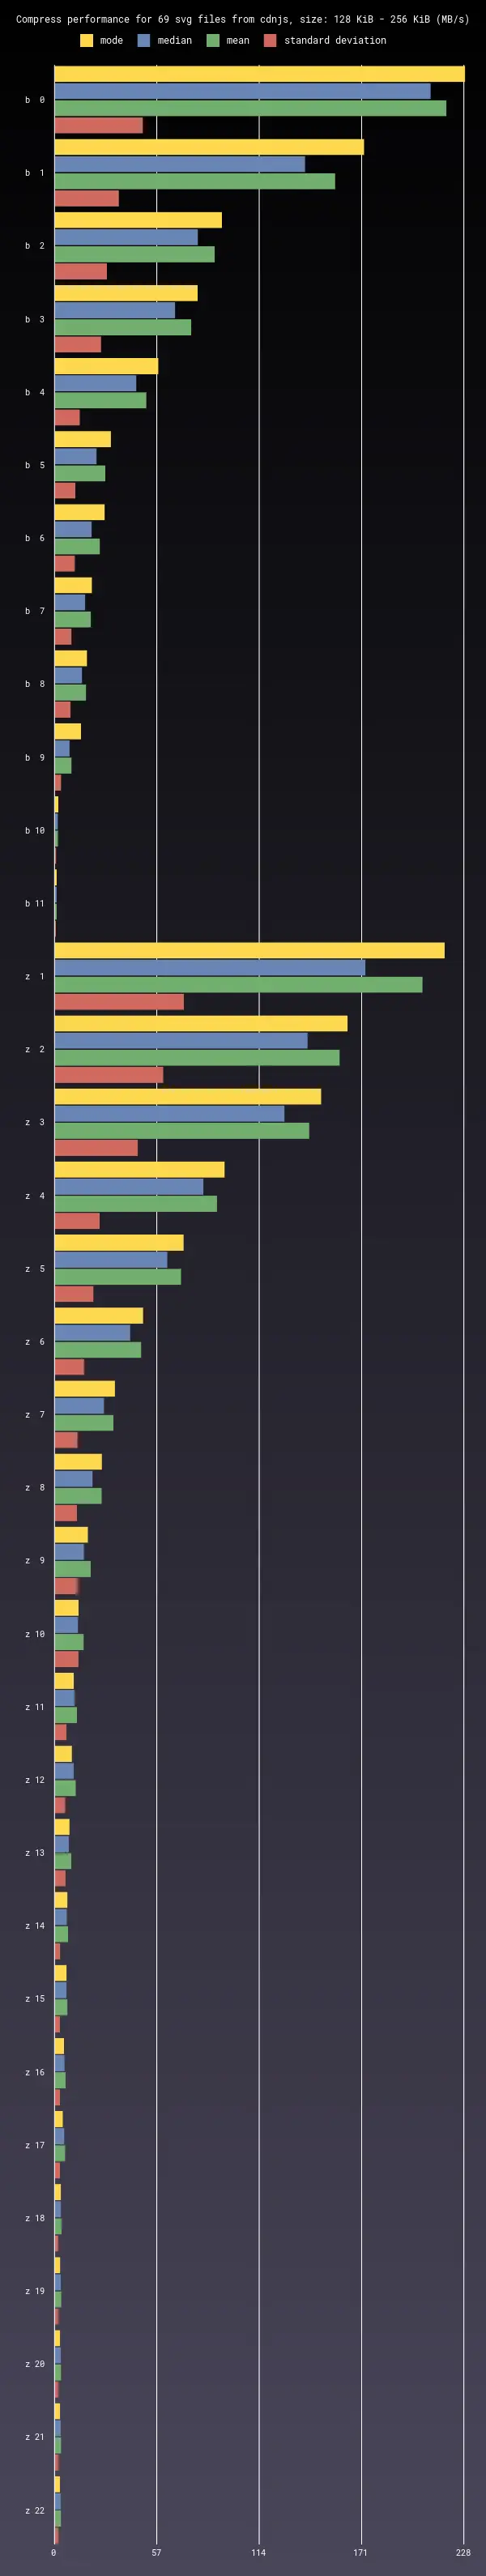 Compress performance for 69 svg files from cdnjs, size: 128 KiB - 256 KiB (MB/s)
mode median mean standard deviation
b 0
b 1
b 2
b 3
b 4
b 5
b 6
b 7
b 8
b 9
b 10
b 11
z 1
z 2
z 3
z 4
z 5
z 6
z 7
z 8
z 9
z 10
z 11
z 12
z 13
z 14
z 15
z 16
z 17
z 18
z 19
z 20
z 21
z 22
0 57 114 171 228